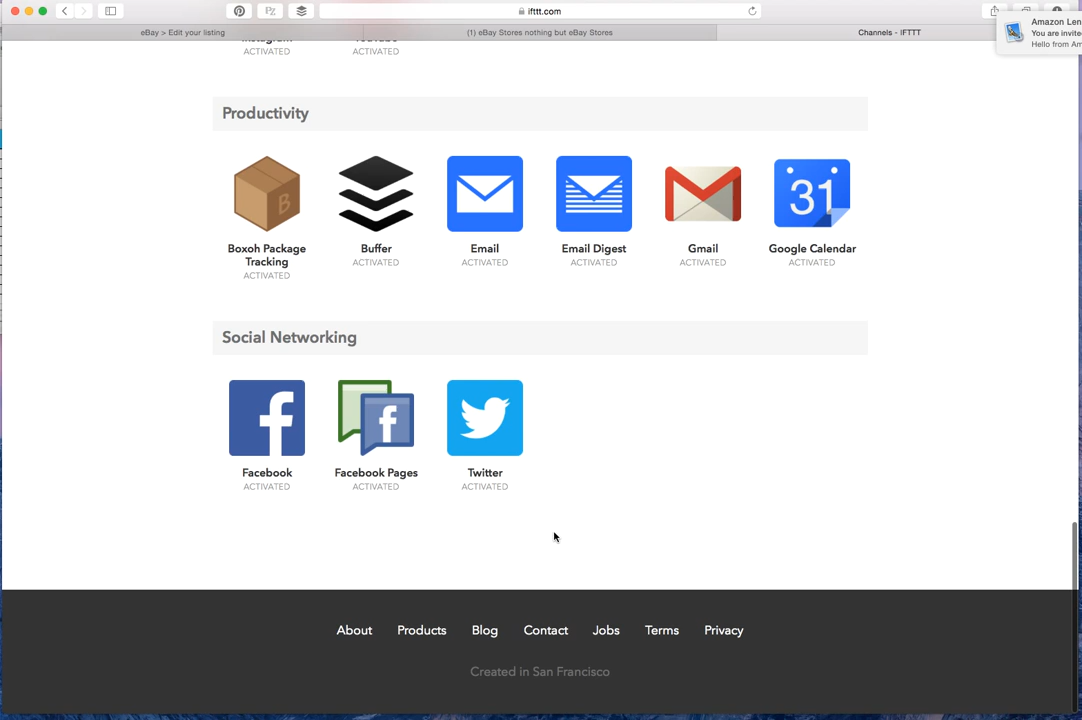 ifttt.com
eBay > Edit your listing
(1) eBay Stores nothing but eBay Stores
Channels - IFTTT
Amazon Len
You are invite
Hello from Am
Instagram
YouTube
ACTIVATED
ACTIVATED
Productivity
B
31
Boxoh Package
Tracking
ACTIVATED
Buffer
ACTIVATED
Email
ACTIVATED
Email Digest
ACTIVATED
Gmail
ACTIVATED
Google Calendar
ACTIVATED
Social Networking
f
f
Facebook
ACTIVATED
Facebook Pages
ACTIVATED
Twitter
ACTIVATED
About
Products
Blog
Contact
Jobs
Terms
Privacy
Created in San Francisco